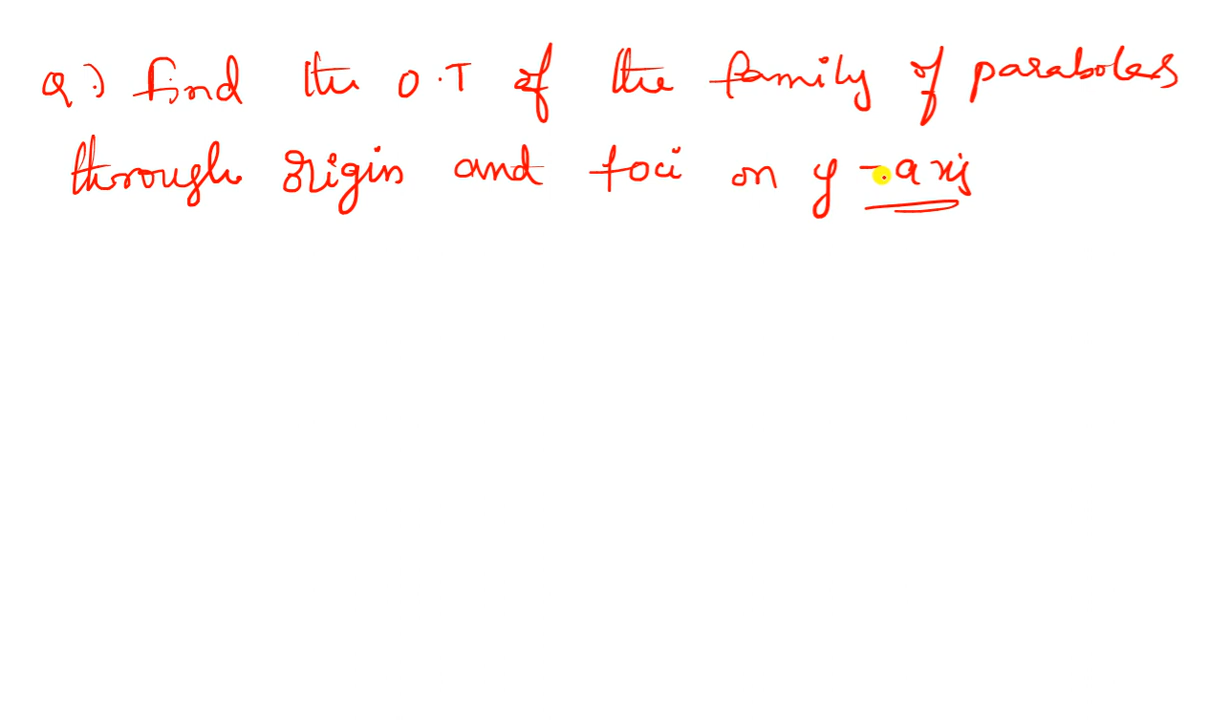 Q.) Find the O.T of the family of parabolas
through origin and foci on y-axis